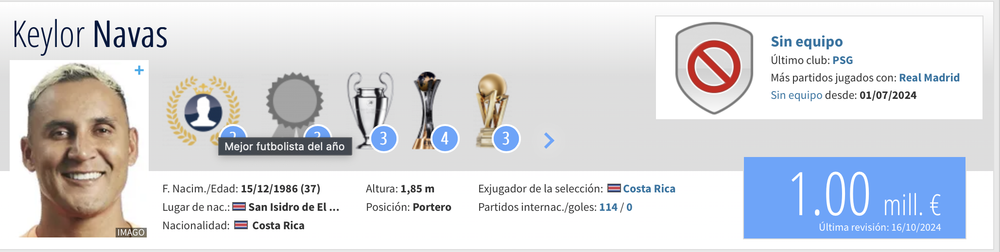 Keylor Navas
+
3
4
3
Mejor futbolista del año
Sin equipo
Último club: PSG
Más partidos jugados con: Real Madrid
Sin equipo desde: 01/07/2024
F. Nacim./Edad: 15/12/1986 (37)
Lugar de nac.: San Isidro de El ...
Nacionalidad: Costa Rica
Altura: 1,85 m
Posición: Portero
Exjugador de la selección: Costa Rica
Partidos internac./goles: 114 / 0
1.00 mill. €
Última revisión: 16/10/2024
IMAGO